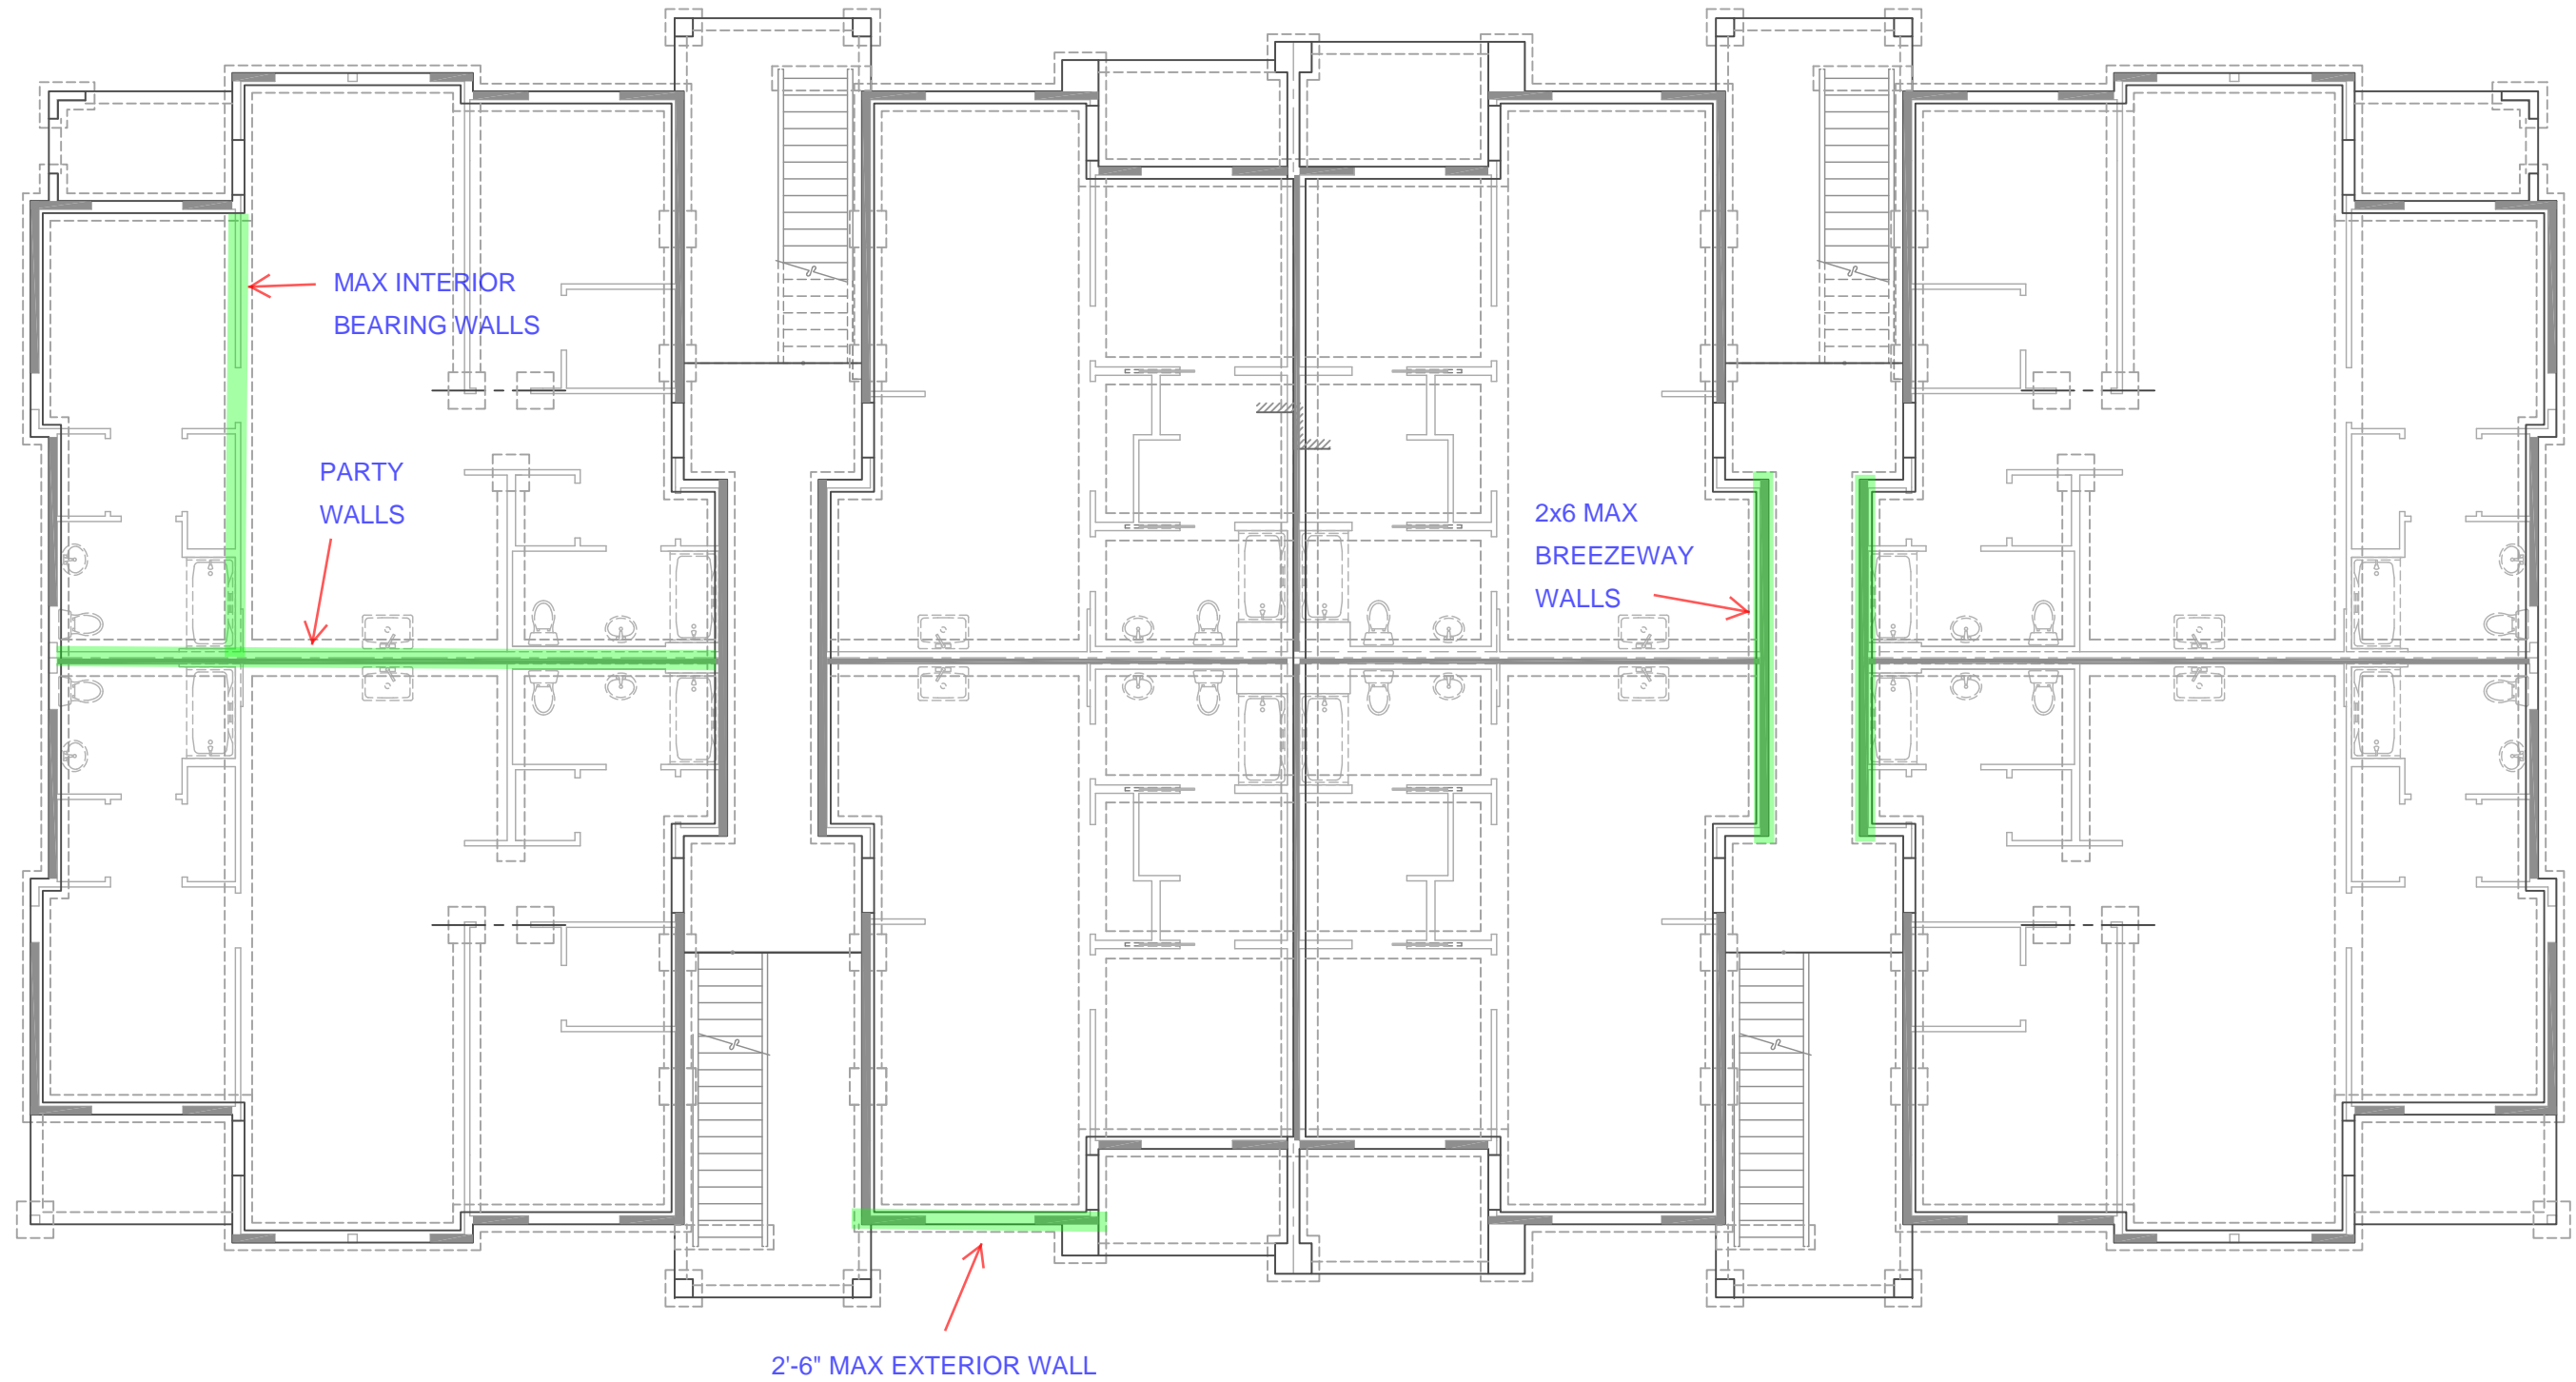 MAX INTERIOR
BEARING WALLS
PARTY
WALLS
2x6 MAX
BREEZEWAY
WALLS
2'-6" MAX EXTERIOR WALL